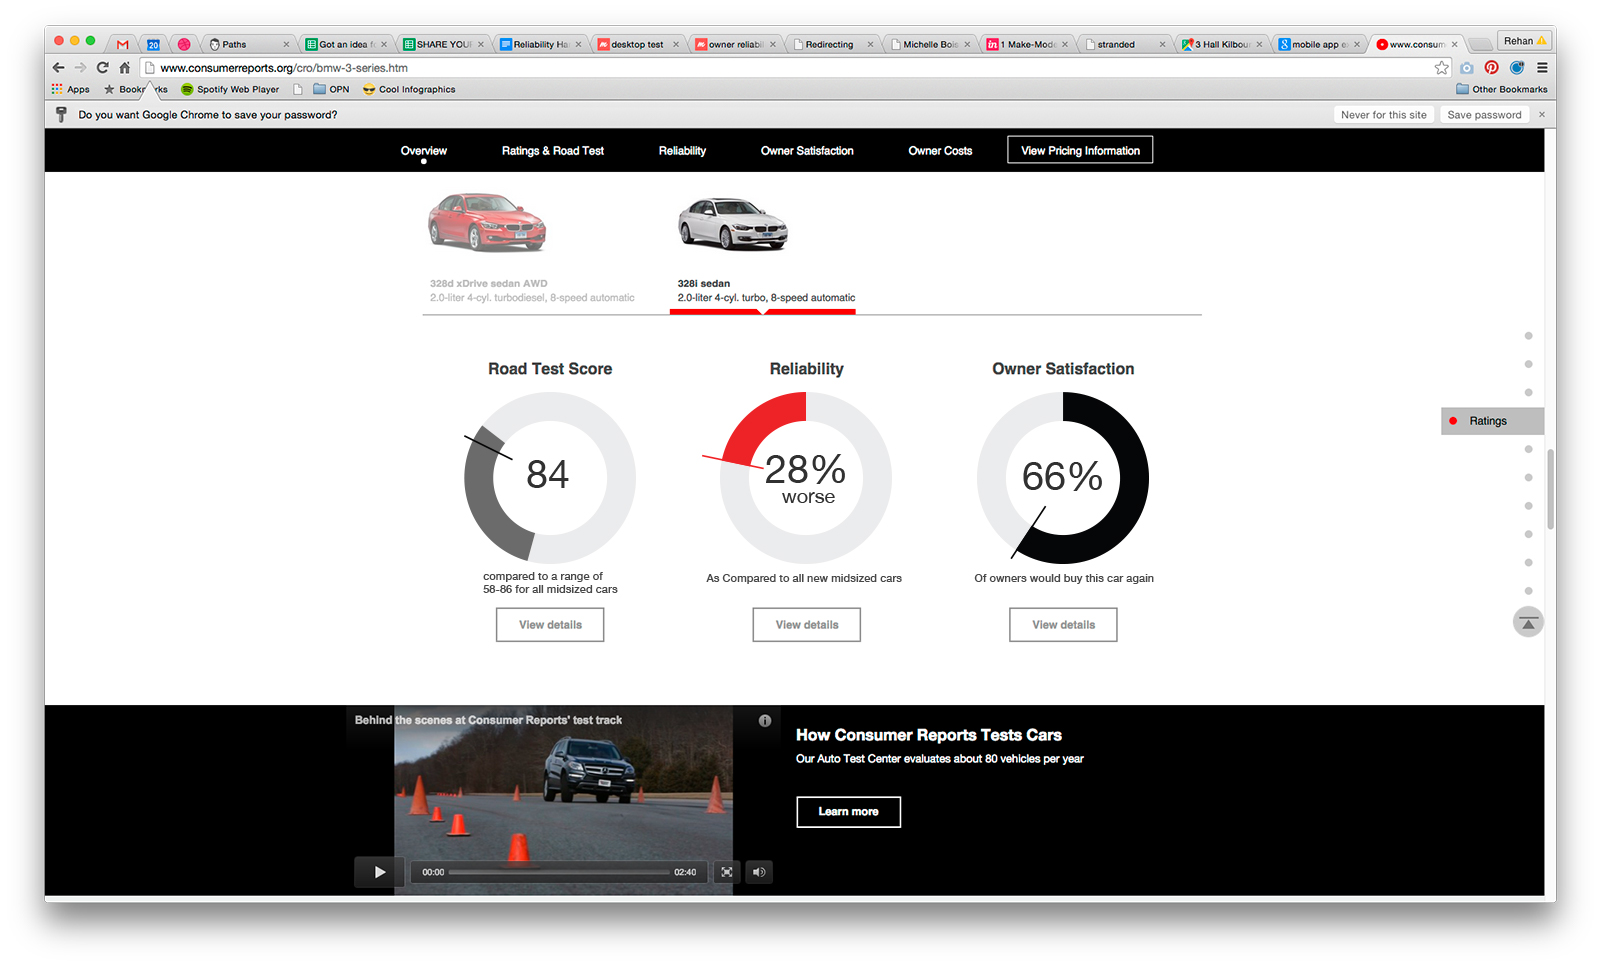 20
Paths
Got an idea fo
SHARE YOUR
Reliability Ha
desktop test
owner reliabil
Redirecting
Michelle Bois
in 1 Make-Mode
stranded
3 Hall Kilbour
mobile app e
www.consum
Rehan
www.consumerreports.org/cro/bmw-3-series.htm
Apps
Bookmarks
Spotify Web Player
OPN
Cool Infographics
Other Bookmarks
Do you want Google Chrome to save your password?
Never for this site
Save password
Overview
Ratings & Road Test
Reliability
Owner Satisfaction
Owner Costs
View Pricing Information
328d xDrive sedan AWD
2.0-liter 4-cyl. turbodiesel, 8-speed automatic
328i sedan
2.0-liter 4-cyl. turbo, 8-speed automatic
Road Test Score
84
compared to a range of
58-86 for all midsized cars
View details
Reliability
28%
worse
As Compared to all new midsized cars
View details
Owner Satisfaction
66%
Of owners would buy this car again
View details
Ratings
Behind the scenes at Consumer Reports' test track
00:00
02:40
How Consumer Reports Tests Cars
Our Auto Test Center evaluates about 80 vehicles per year
Learn more